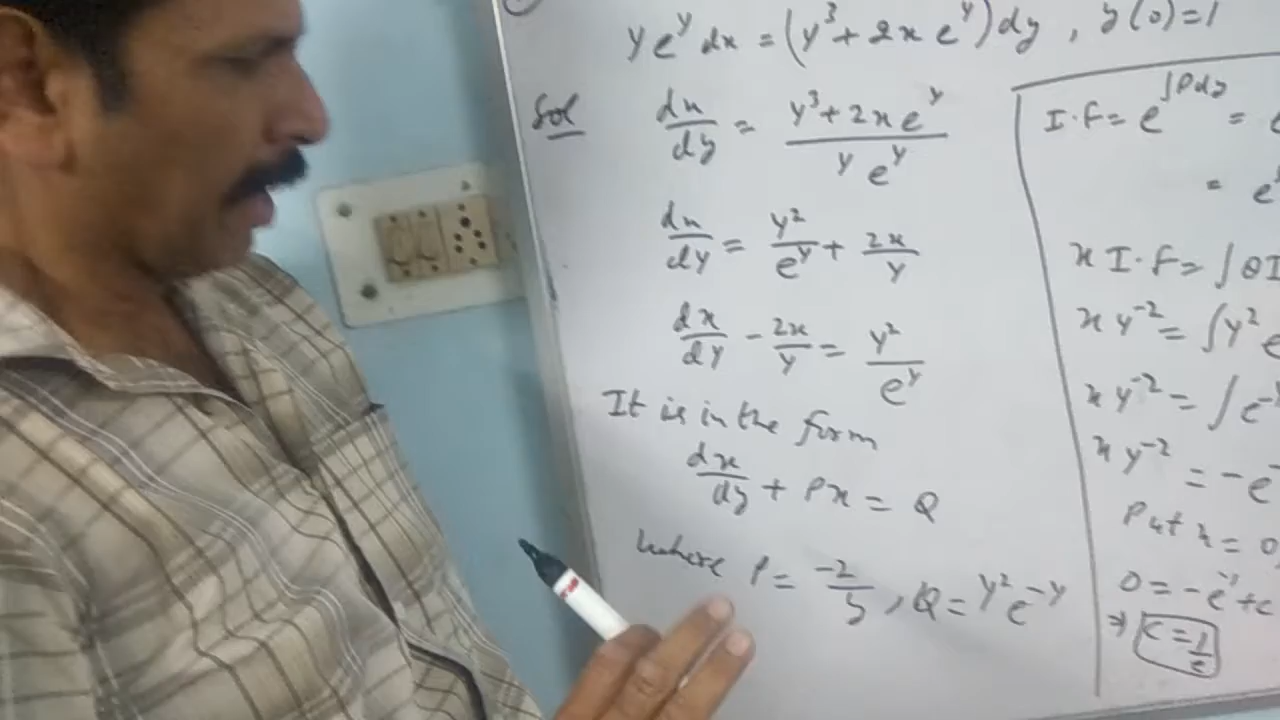 y e^y dx = (y^3 + 2x e^y) dy , y(0) = 1
Sol dx/dy = (y^3 + 2x e^y)/(y e^y)
dx/dy = y^2/e^y + 2x/y
dx/dy - 2x/y = y^2/e^y
It is in the form
dx/dy + Px = Q
where P = -2/y , Q = y^2 e^-y
I.F = e^∫Pdy =
= e
x I.F = ∫ Q I
x y^-2 = ∫ y^2 e
x y^-2 = ∫ e^-
x y^-2 = -e^-
Put x = 0
0 = -e^-1 + c
⇒ c = 1/e